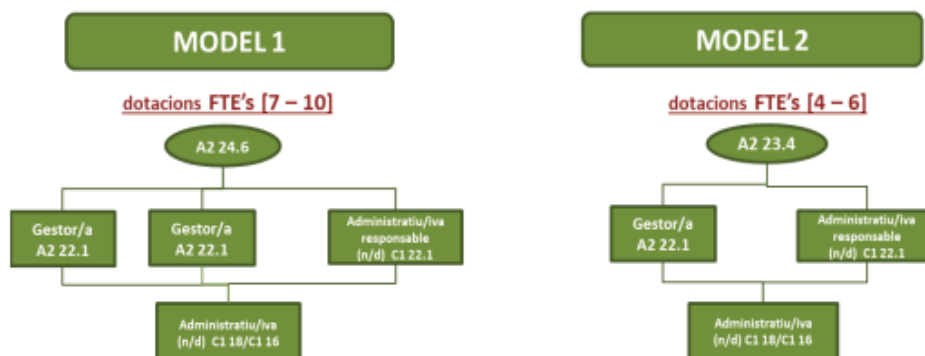 MODEL 1
dotacions FTE's [7 – 10]
A2 24.6
Gestor/a
A2 22.1
Gestor/a
A2 22.1
Administratiu/iva
responsable
(n/d) C1 22.1
Administratiu/iva
(n/d) C1 18/C1 16
MODEL 2
dotacions FTE's [4 – 6]
A2 23.4
Gestor/a
A2 22.1
Administratiu/iva
responsable
(n/d) C1 22.1
Administratiu/iva
(n/d) C1 18/C1 16